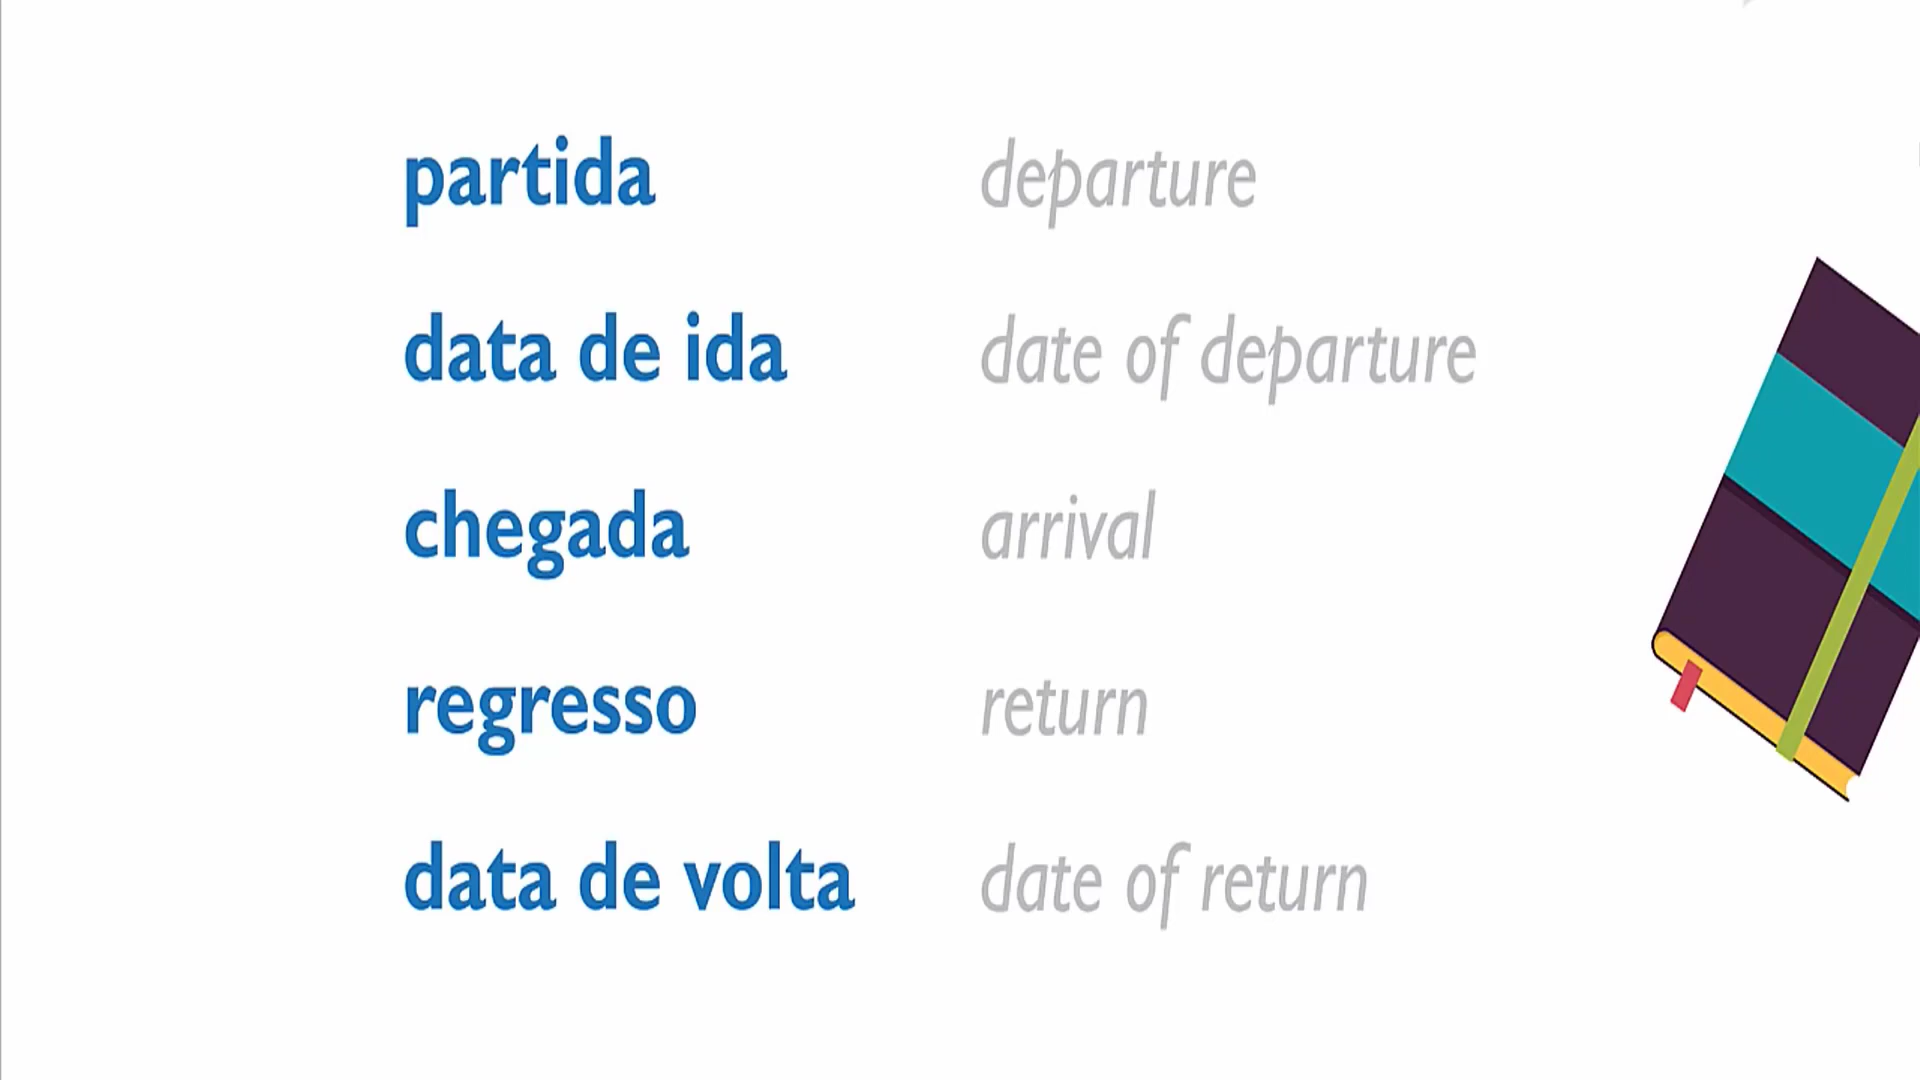 partida departure
data de ida date of departure
chegada arrival
regresso return
data de volta date of return